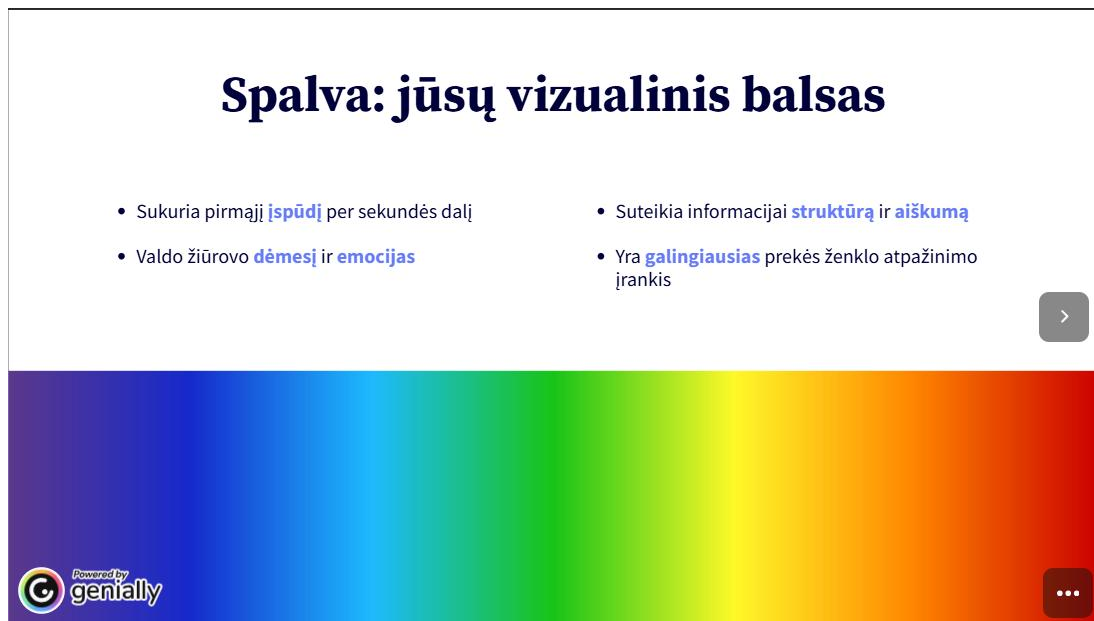 Spalva: jūsų vizualinis balsas
• Sukuria pirmąjį įspūdį per sekundės dalį
• Valdo žiūrovo dėmesį ir emocijas
• Suteikia informacijai struktūrą ir aiškumą
• Yra galingiausias prekės ženklo atpažinimo
įrankis
Powered by
genially